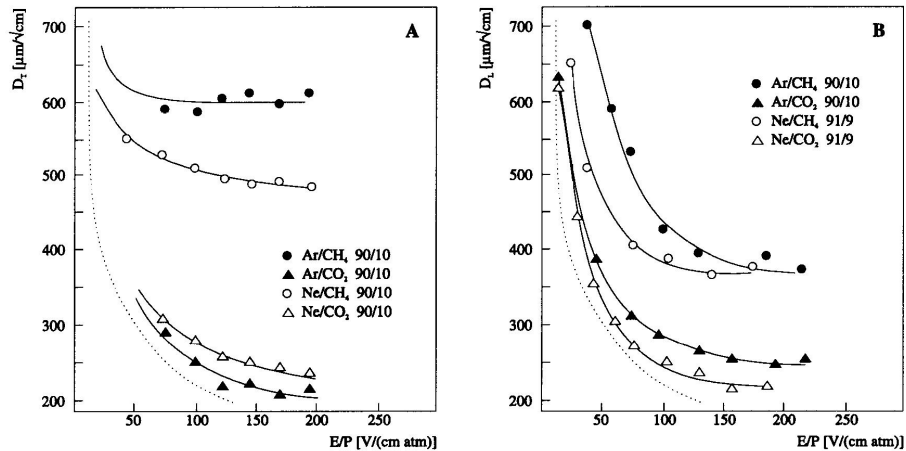 A
D_T [μm/√cm]
700
600
500
400
300
200
50 100 150 200 250
E/P [V/(cm atm)]
Ar/CH₄ 90/10
Ar/CO₂ 90/10
Ne/CH₄ 90/10
Ne/CO₂ 90/10
B
D_L [μm/√cm]
700
600
500
400
300
200
50 100 150 200 250
E/P [V/(cm atm)]
Ar/CH₄ 90/10
Ar/CO₂ 90/10
Ne/CH₄ 91/9
Ne/CO₂ 91/9